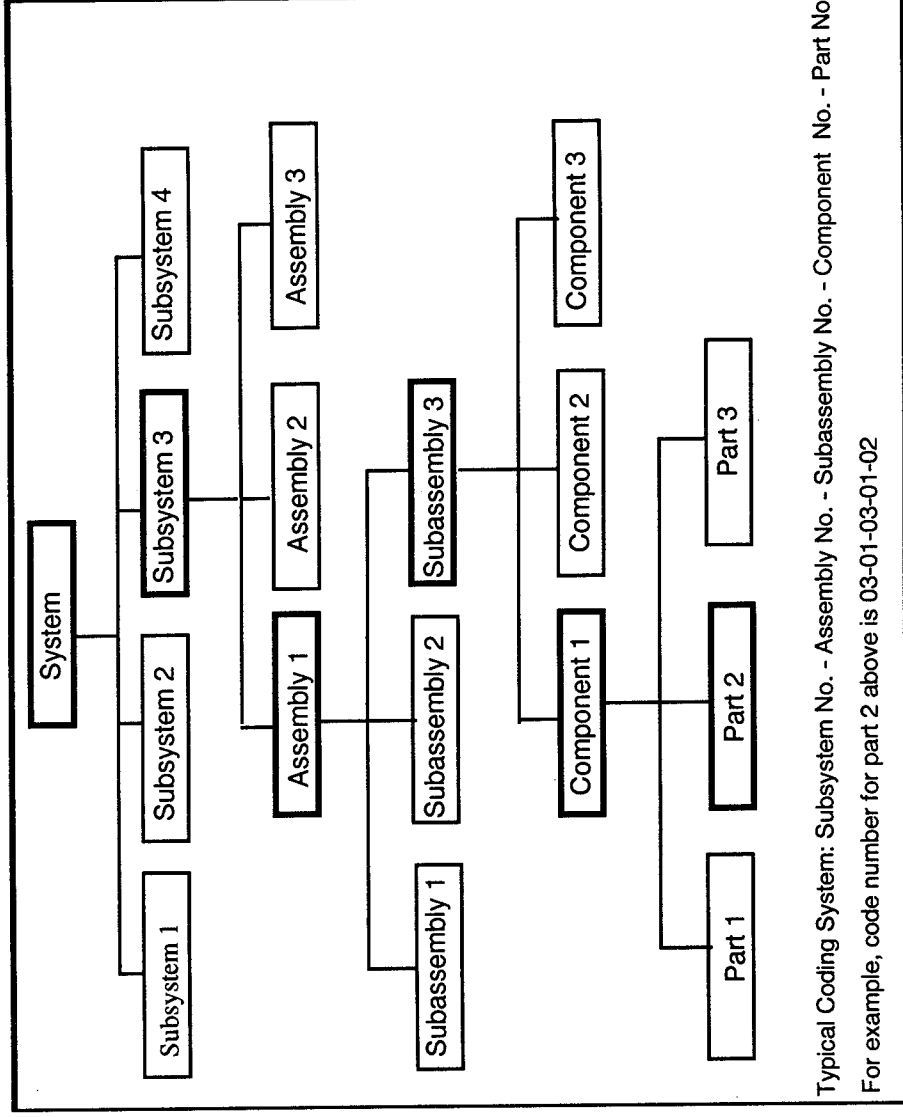 System
Subsystem 1
Subsystem 2
Subsystem 3
Subsystem 4
Assembly 1
Assembly 2
Assembly 3
Subassembly 1
Subassembly 2
Subassembly 3
Component 1
Component 2
Component 3
Part 1
Part 2
Part 3
Typical Coding System: Subsystem No. - Assembly No. - Subassembly No. - Component No. - Part No
For example, code number for part 2 above is 03-01-03-01-02